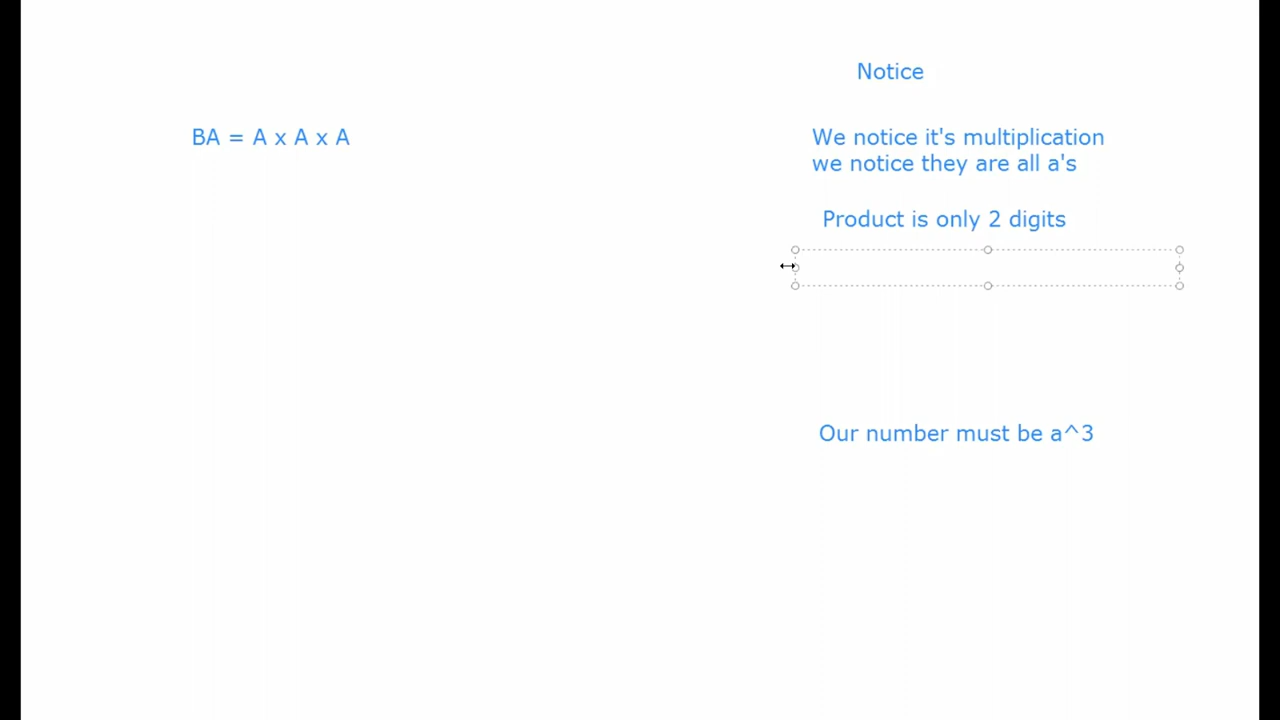 Notice
BA = A x A x A
We notice it's multiplication
we notice they are all a's
Product is only 2 digits
Our number must be a^3